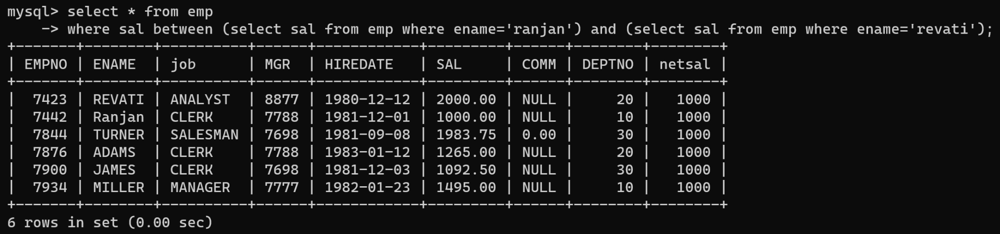 mysql> select * from emp
    -> where sal between (select sal from emp where ename='ranjan') and (select sal from emp where ename='revati');
+-------+--------+----------+------+------------+---------+------+--------+--------+
| EMPNO | ENAME  | job      | MGR  | HIREDATE   | SAL     | COMM | DEPTNO | netsal |
+-------+--------+----------+------+------------+---------+------+--------+--------+
|  7423 | REVATI | ANALYST  | 8877 | 1980-12-12 | 2000.00 | NULL |     20 |   1000 |
|  7442 | Ranjan | CLERK    | 7788 | 1981-12-01 | 1000.00 | NULL |     10 |   1000 |
|  7844 | TURNER | SALESMAN | 7698 | 1981-09-08 | 1983.75 | 0.00 |     30 |   1000 |
|  7876 | ADAMS  | CLERK    | 7788 | 1983-01-12 | 1265.00 | NULL |     20 |   1000 |
|  7900 | JAMES  | CLERK    | 7698 | 1981-12-03 | 1092.50 | NULL |     30 |   1000 |
|  7934 | MILLER | MANAGER  | 7777 | 1982-01-23 | 1495.00 | NULL |     10 |   1000 |
+-------+--------+----------+------+------------+---------+------+--------+--------+
6 rows in set (0.00 sec)